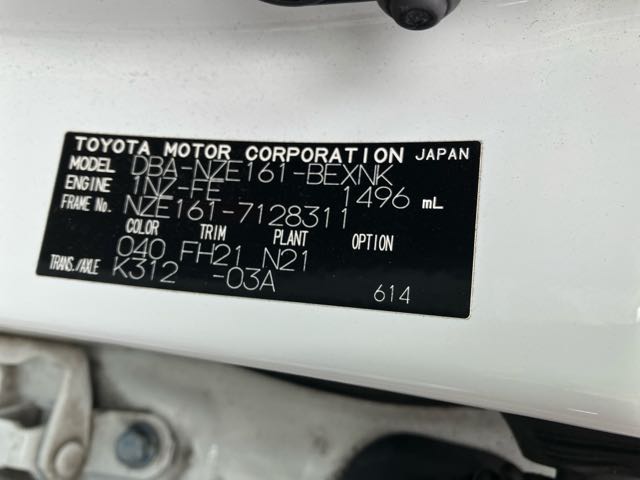 TOYOTA MOTOR CORPORATION JAPAN
MODEL DBA-NZE161-BEXNK
ENGINE 1NZ-FE 1496 mL
FRAME No. NZE161-7128311
COLOR TRIM PLANT OPTION
040 FH21 N21
TRANS./AXLE K312 -03A
614